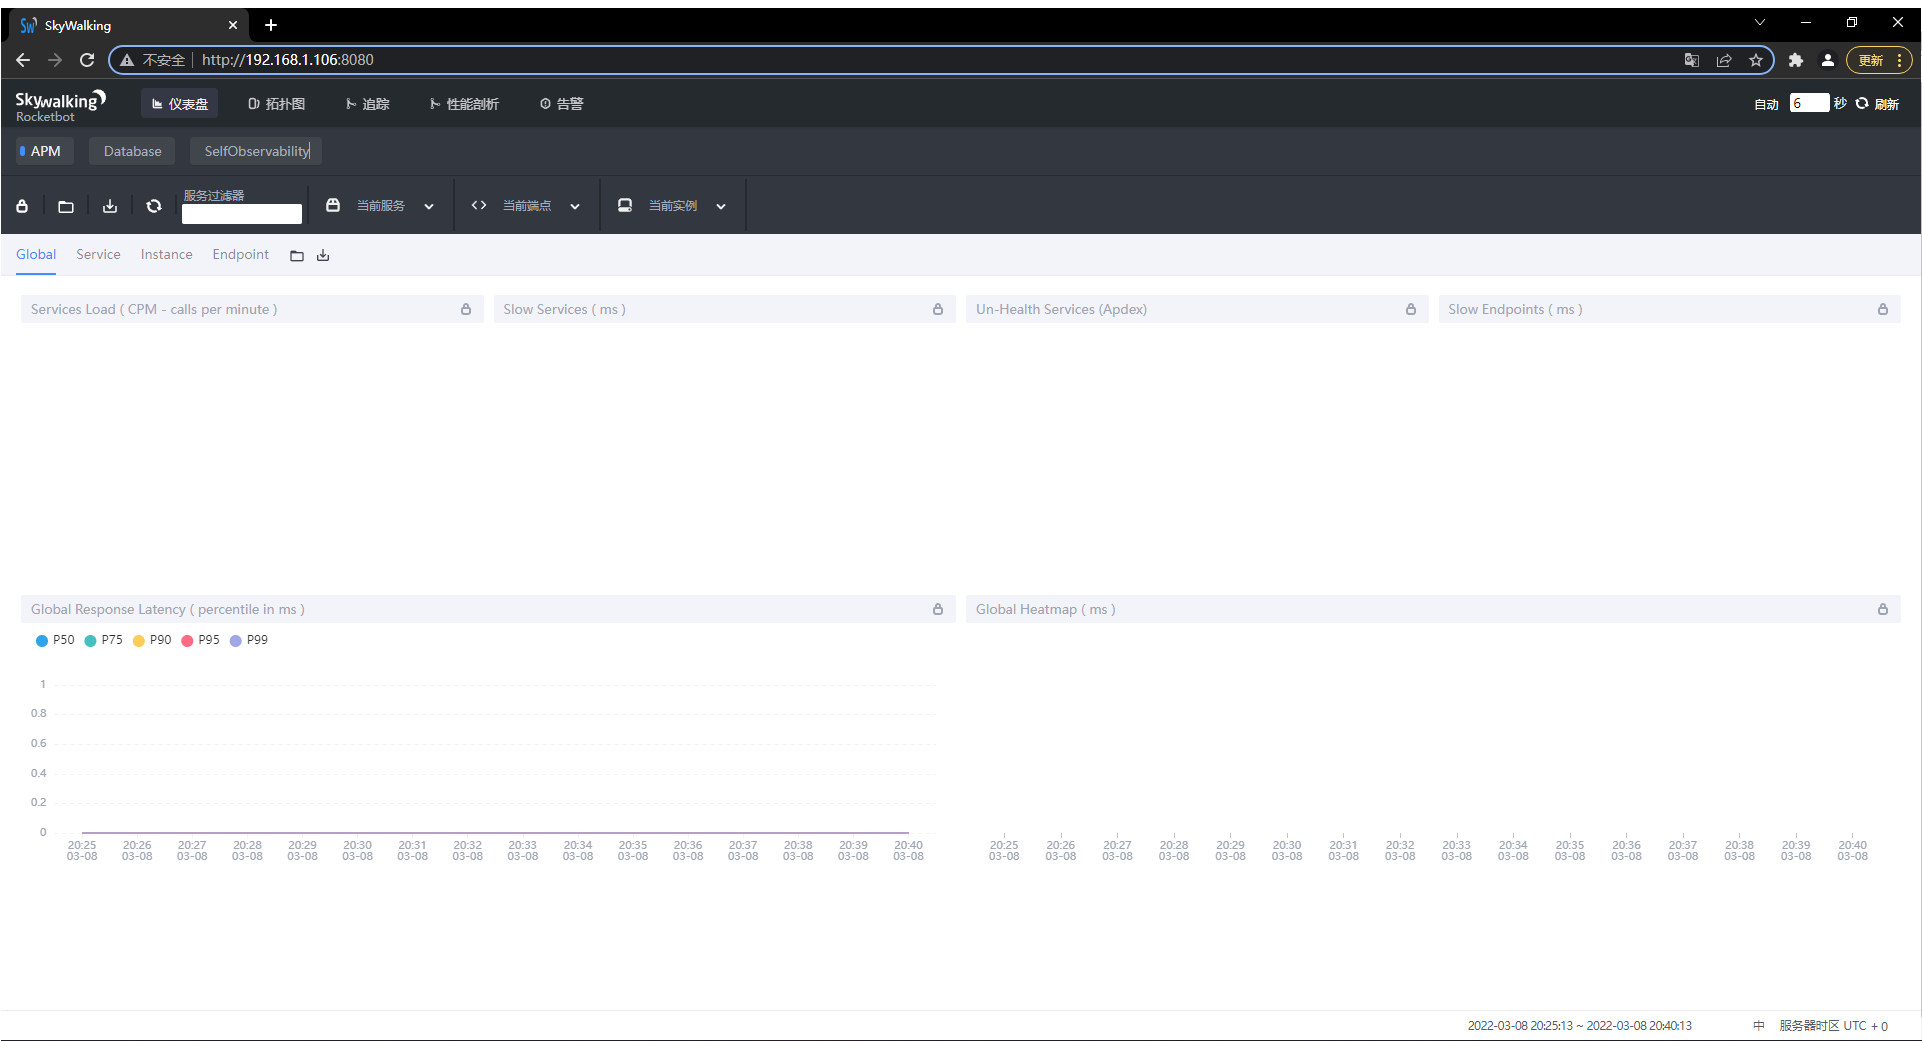 SkyWalking
不安全 http://192.168.1.106:8080 更新
Skywalking
Rocketbot
仪表盘 拓扑图 追踪 性能剖析 告警 自动 6 秒 刷新
APM Database SelfObservability
服务过滤器
当前服务 当前端点 当前实例
Global Service Instance Endpoint
Services Load ( CPM - calls per minute ) Slow Services ( ms ) Un-Health Services (Apdex) Slow Endpoints ( ms )
Global Response Latency ( percentile in ms ) Global Heatmap ( ms )
P50 P75 P90 P95 P99
1
0.8
0.6
0.4
0.2
0
20:25 20:26 20:27 20:28 20:29 20:30 20:31 20:32 20:33 20:34 20:35 20:36 20:37 20:38 20:39 20:40 20:25 20:26 20:27 20:28 20:29 20:30 20:31 20:32 20:33 20:34 20:35 20:36 20:37 20:38 20:39 20:40
03-08 03-08 03-08 03-08 03-08 03-08 03-08 03-08 03-08 03-08 03-08 03-08 03-08 03-08 03-08 03-08 03-08 03-08 03-08 03-08 03-08 03-08 03-08 03-08 03-08 03-08 03-08 03-08 03-08 03-08 03-08 03-08
2022-03-08 20:25:13 ~ 2022-03-08 20:40:13 中 服务器时区 UTC + 0